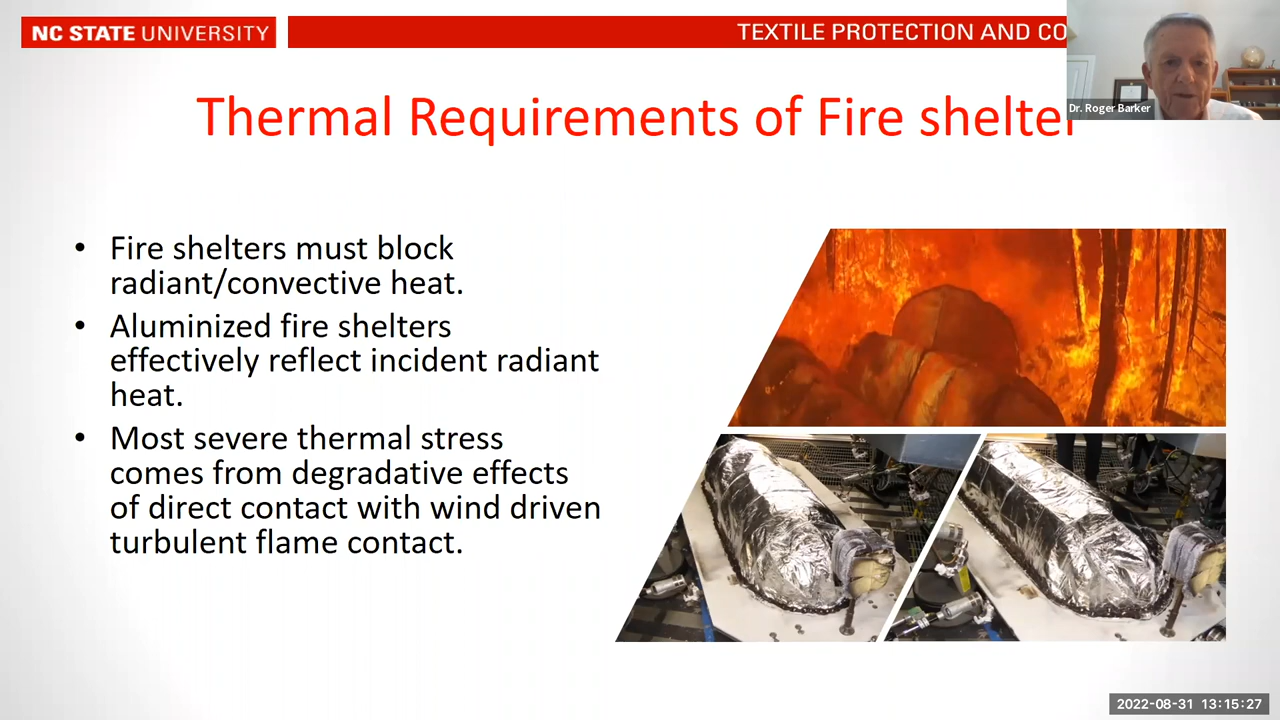 NC STATE UNIVERSITY
TEXTILE PROTECTION AND CO
Dr. Roger Barker
Thermal Requirements of Fire shelter
• Fire shelters must block
radiant/convective heat.
• Aluminized fire shelters
effectively reflect incident radiant
heat.
• Most severe thermal stress
comes from degradative effects
of direct contact with wind driven
turbulent flame contact.
2022-08-31 13:15:27